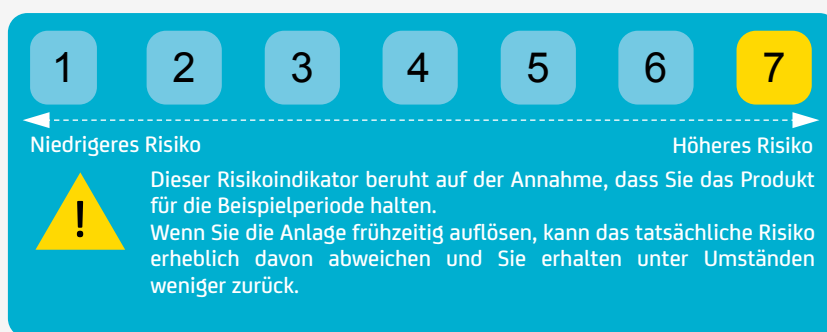 1 2 3 4 5 6 7
Niedrigeres Risiko Höheres Risiko
!
Dieser Risikoindikator beruht auf der Annahme, dass Sie das Produkt
für die Beispielperiode halten.
Wenn Sie die Anlage frühzeitig auflösen, kann das tatsächliche Risiko
erheblich davon abweichen und Sie erhalten unter Umständen
weniger zurück.